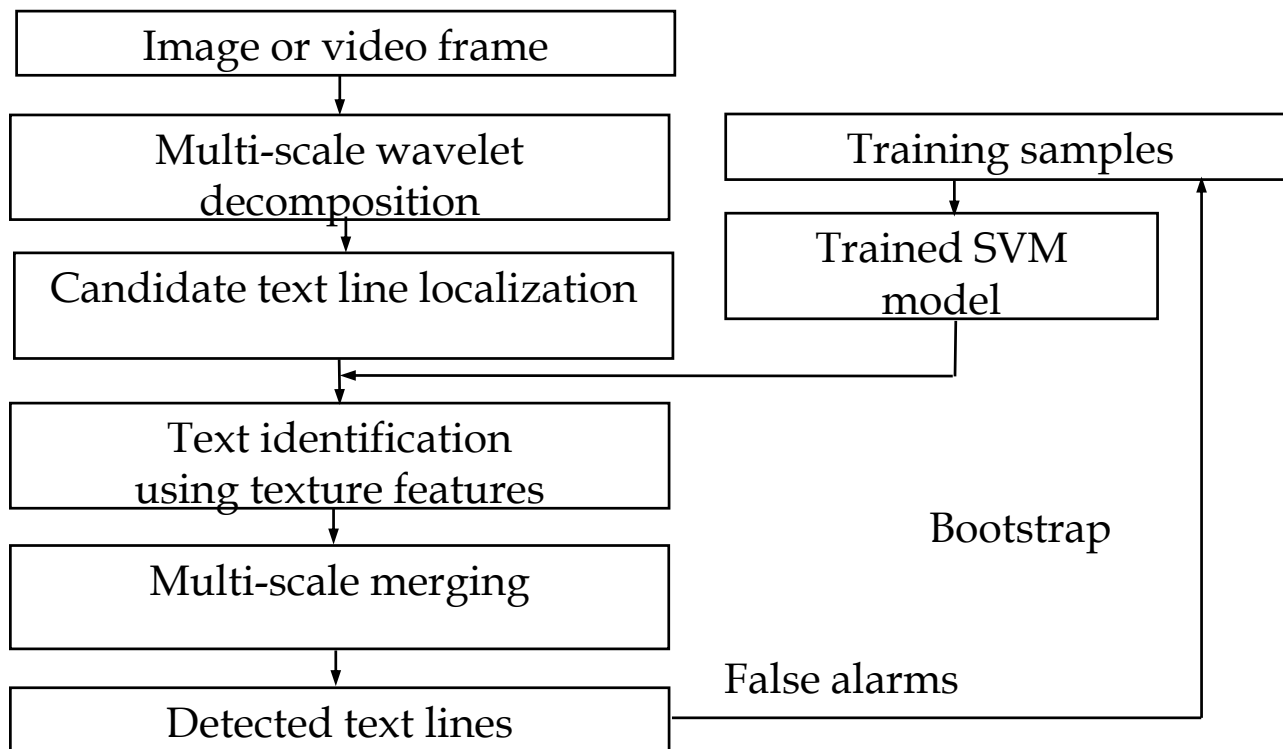 Image or video frame
Multi-scale wavelet
decomposition
Candidate text line localization
Text identification
using texture features
Multi-scale merging
Detected text lines
Training samples
Trained SVM
model
Bootstrap
False alarms